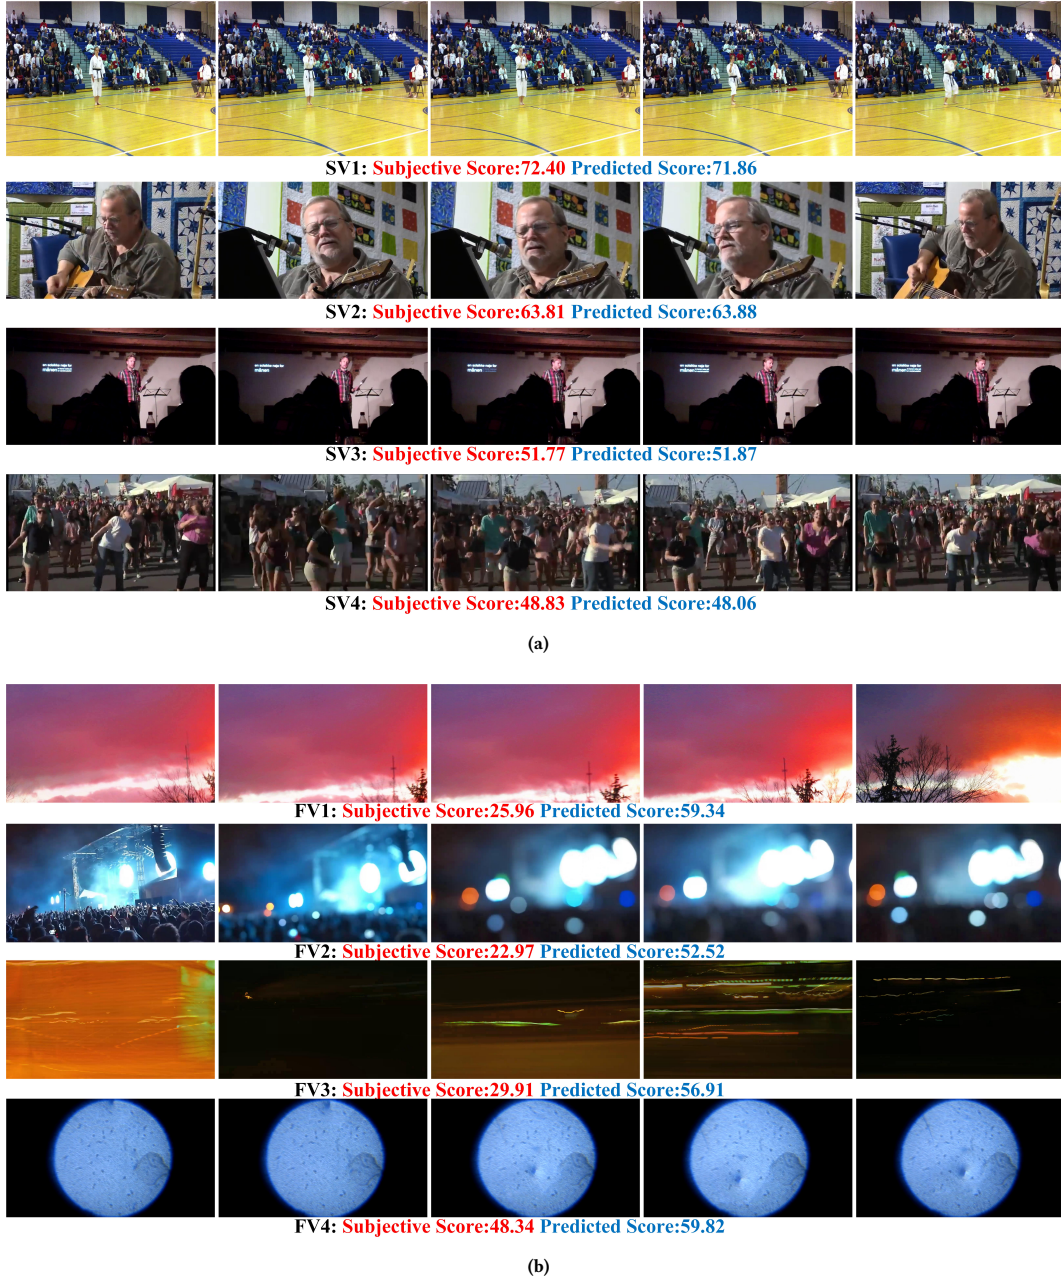 SV1: Subjective Score:72.40 Predicted Score:71.86
SV2: Subjective Score:63.81 Predicted Score:63.88
SV3: Subjective Score:51.77 Predicted Score:51.87
SV4: Subjective Score:48.83 Predicted Score:48.06
(a)
FV1: Subjective Score:25.96 Predicted Score:59.34
FV2: Subjective Score:22.97 Predicted Score:52.52
FV3: Subjective Score:29.91 Predicted Score:56.91
FV4: Subjective Score:48.34 Predicted Score:59.82
(b)